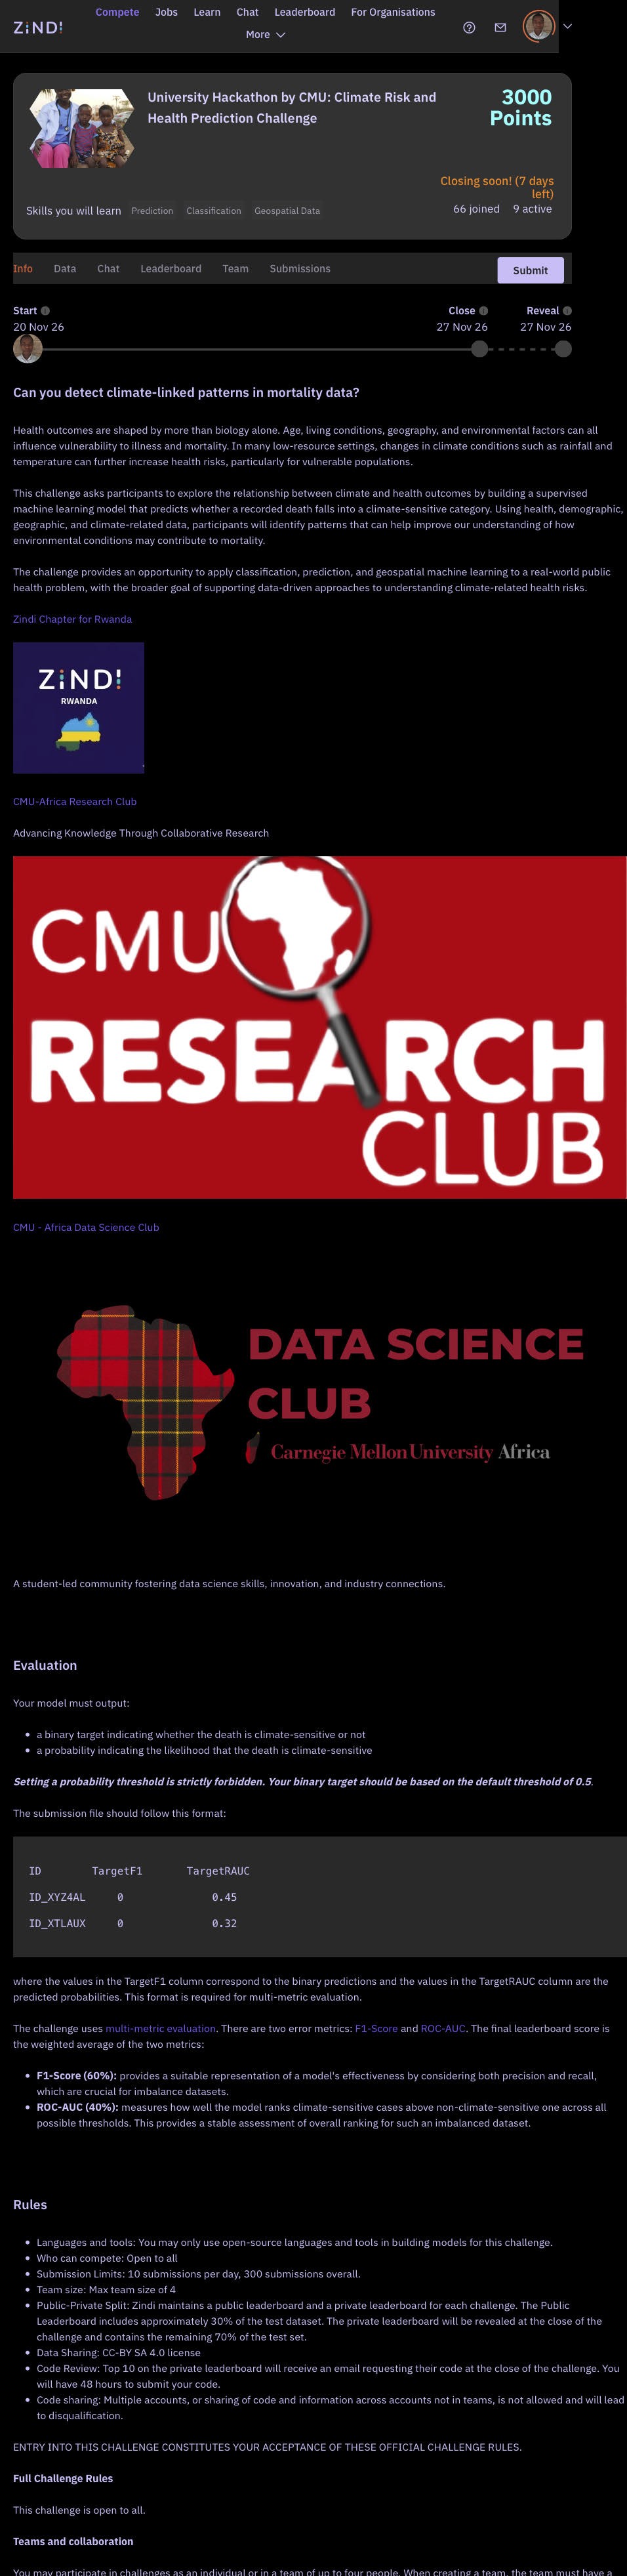 ZiNDI
Compete Jobs Learn Chat Leaderboard For Organisations
More
University Hackathon by CMU: Climate Risk and
Health Prediction Challenge
3000
Points
Closing soon! (7 days
left)
66 joined 9 active
Skills you will learn Prediction Classification Geospatial Data
Info Data Chat Leaderboard Team Submissions
Submit
Start Close Reveal
20 Nov 26 27 Nov 26 27 Nov 26
Can you detect climate-linked patterns in mortality data?
Health outcomes are shaped by more than biology alone. Age, living conditions, geography, and environmental factors can all
influence vulnerability to illness and mortality. In many low-resource settings, changes in climate conditions such as rainfall and
temperature can further increase health risks, particularly for vulnerable populations.
This challenge asks participants to explore the relationship between climate and health outcomes by building a supervised
machine learning model that predicts whether a recorded death falls into a climate-sensitive category. Using health, demographic,
geographic, and climate-related data, participants will identify patterns that can help improve our understanding of how
environmental conditions may contribute to mortality.
The challenge provides an opportunity to apply classification, prediction, and geospatial machine learning to a real-world public
health problem, with the broader goal of supporting data-driven approaches to understanding climate-related health risks.
Zindi Chapter for Rwanda
ZiNDI
RWANDA
CMU-Africa Research Club
Advancing Knowledge Through Collaborative Research
CMU
RESEARCH
CLUB
CMU - Africa Data Science Club
DATA SCIENCE
CLUB
Carnegie Mellon University Africa
A student-led community fostering data science skills, innovation, and industry connections.
Evaluation
Your model must output:
• a binary target indicating whether the death is climate-sensitive or not
• a probability indicating the likelihood that the death is climate-sensitive
Setting a probability threshold is strictly forbidden. Your binary target should be based on the default threshold of 0.5.
The submission file should follow this format:
ID TargetF1 TargetRAUC
ID_XYZ4AL 0 0.45
ID_XTLAUX 0 0.32
where the values in the TargetF1 column correspond to the binary predictions and the values in the TargetRAUC column are the
predicted probabilities. This format is required for multi-metric evaluation.
The challenge uses multi-metric evaluation. There are two error metrics: F1-Score and ROC-AUC. The final leaderboard score is
the weighted average of the two metrics:
• F1-Score (60%): provides a suitable representation of a model's effectiveness by considering both precision and recall,
which are crucial for imbalance datasets.
• ROC-AUC (40%): measures how well the model ranks climate-sensitive cases above non-climate-sensitive one across all
possible thresholds. This provides a stable assessment of overall ranking for such an imbalanced dataset.
Rules
• Languages and tools: You may only use open-source languages and tools in building models for this challenge.
• Who can compete: Open to all
• Submission Limits: 10 submissions per day, 300 submissions overall.
• Team size: Max team size of 4
• Public-Private Split: Zindi maintains a public leaderboard and a private leaderboard for each challenge. The Public
Leaderboard includes approximately 30% of the test dataset. The private leaderboard will be revealed at the close of the
challenge and contains the remaining 70% of the test set.
• Data Sharing: CC-BY SA 4.0 license
• Code Review: Top 10 on the private leaderboard will receive an email requesting their code at the close of the challenge. You
will have 48 hours to submit your code.
• Code sharing: Multiple accounts, or sharing of code and information across accounts not in teams, is not allowed and will lead
to disqualification.
ENTRY INTO THIS CHALLENGE CONSTITUTES YOUR ACCEPTANCE OF THESE OFFICIAL CHALLENGE RULES.
Full Challenge Rules
This challenge is open to all.
Teams and collaboration
You may participate in challenges as an individual or in a team of up to four people. When creating a team, the team must have a